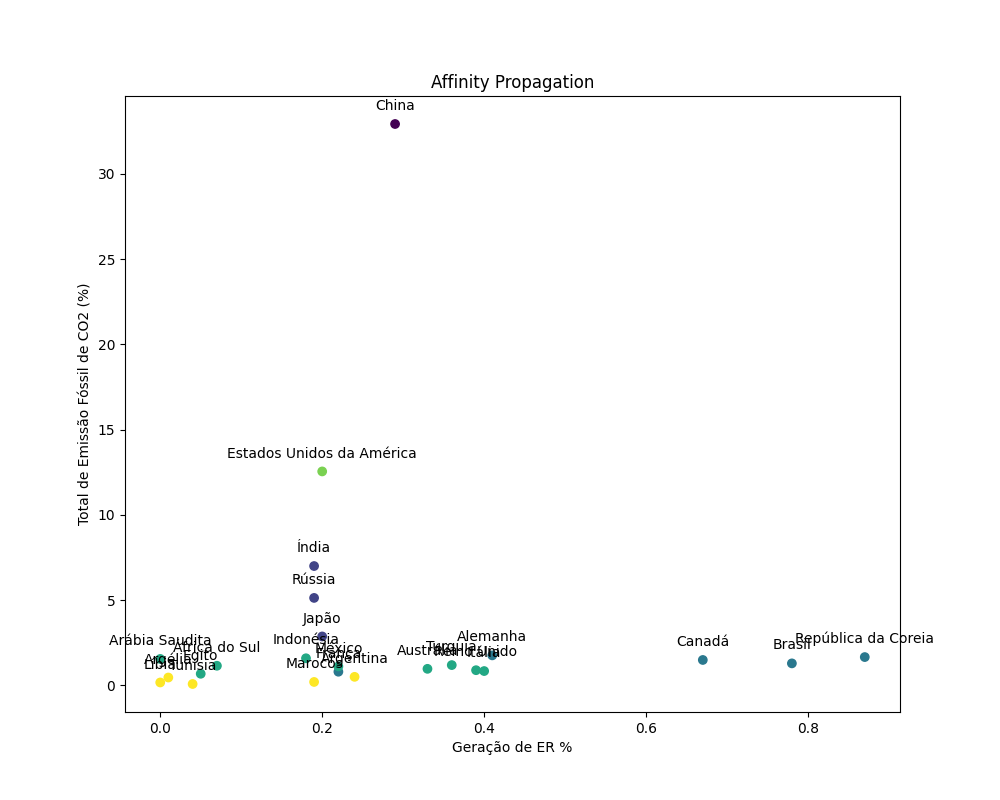 Affinity Propagation
China
Estados Unidos da América
Índia
Rússia
Japão
Alemanha
Indonésia
Arábia Saudita
África do Sul
México
Turquia
Austrália
Itália
Reino Unido
Canadá
Brasil
República da Coreia
França
Argentina
Marocos
Egito
Argélia
Líbia
Tunísia
Total de Emissão Fóssil de CO2 (%)
30
25
20
15
10
5
0
0.0
0.2
0.4
0.6
0.8
Geração de ER %